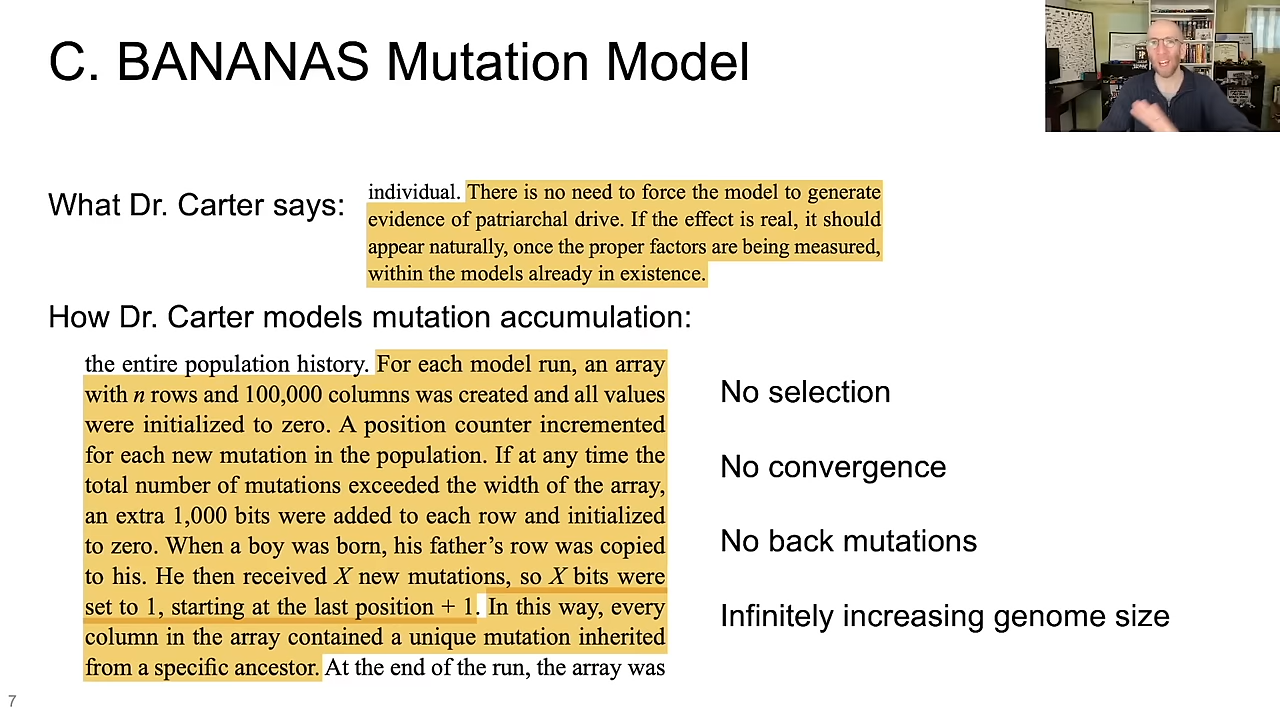 C. BANANAS Mutation Model
What Dr. Carter says:
individual. There is no need to force the model to generate
evidence of patriarchal drive. If the effect is real, it should
appear naturally, once the proper factors are being measured,
within the models already in existence.
How Dr. Carter models mutation accumulation:
the entire population history. For each model run, an array
with n rows and 100,000 columns was created and all values
were initialized to zero. A position counter incremented
for each new mutation in the population. If at any time the
total number of mutations exceeded the width of the array,
an extra 1,000 bits were added to each row and initialized
to zero. When a boy was born, his father’s row was copied
to his. He then received X new mutations, so X bits were
set to 1, starting at the last position + 1. In this way, every
column in the array contained a unique mutation inherited
from a specific ancestor. At the end of the run, the array was
No selection
No convergence
No back mutations
Infinitely increasing genome size
7